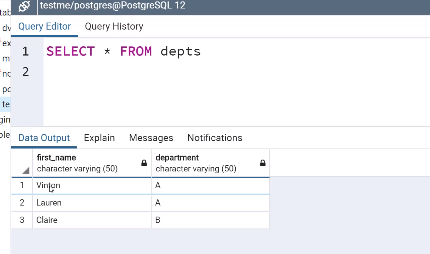 testme/postgres@PostgreSQL 12
Query Editor Query History
1 SELECT * FROM depts
2
Data Output Explain Messages Notifications
first_name department
character varying (50) character varying (50)
1 Vinton A
2 Lauren A
3 Claire B